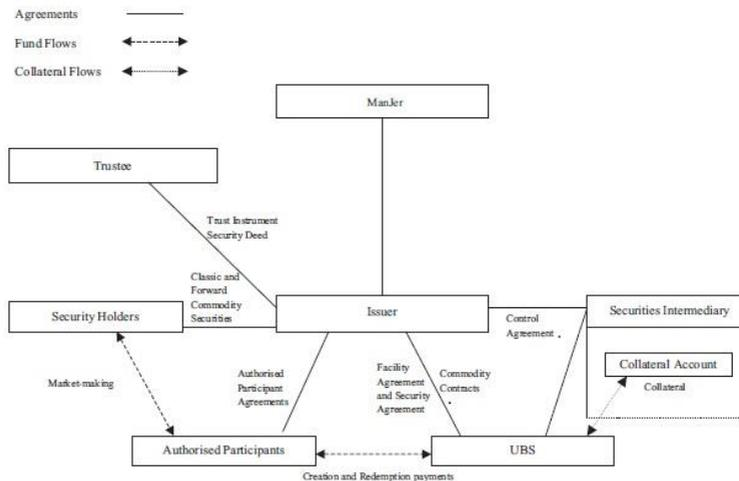 Agreements
Fund Flows
Collateral Flows
ManJer
Trustee
Trust Instrument
Security Deed
Classic and
Forward
Commodity
Securities
Security Holders
Issuer
Securities Intermediary
Control
Agreement
Collateral Account
Collateral
Market-making
Authorised
Participant
Agreements
Facility
Agreement
and Security
Agreement
Commodity
Contracts
Authorised Participants
UBS
Creation and Redemption payments